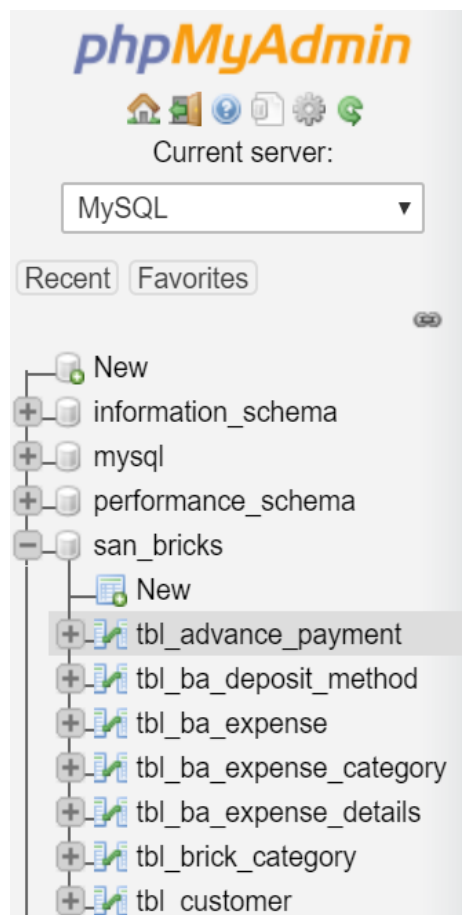 phpMyAdmin
Current server:
MySQL
Recent Favorites
New
information_schema
mysql
performance_schema
san_bricks
New
tbl_advance_payment
tbl_ba_deposit_method
tbl_ba_expense
tbl_ba_expense_category
tbl_ba_expense_details
tbl_brick_category
tbl_customer